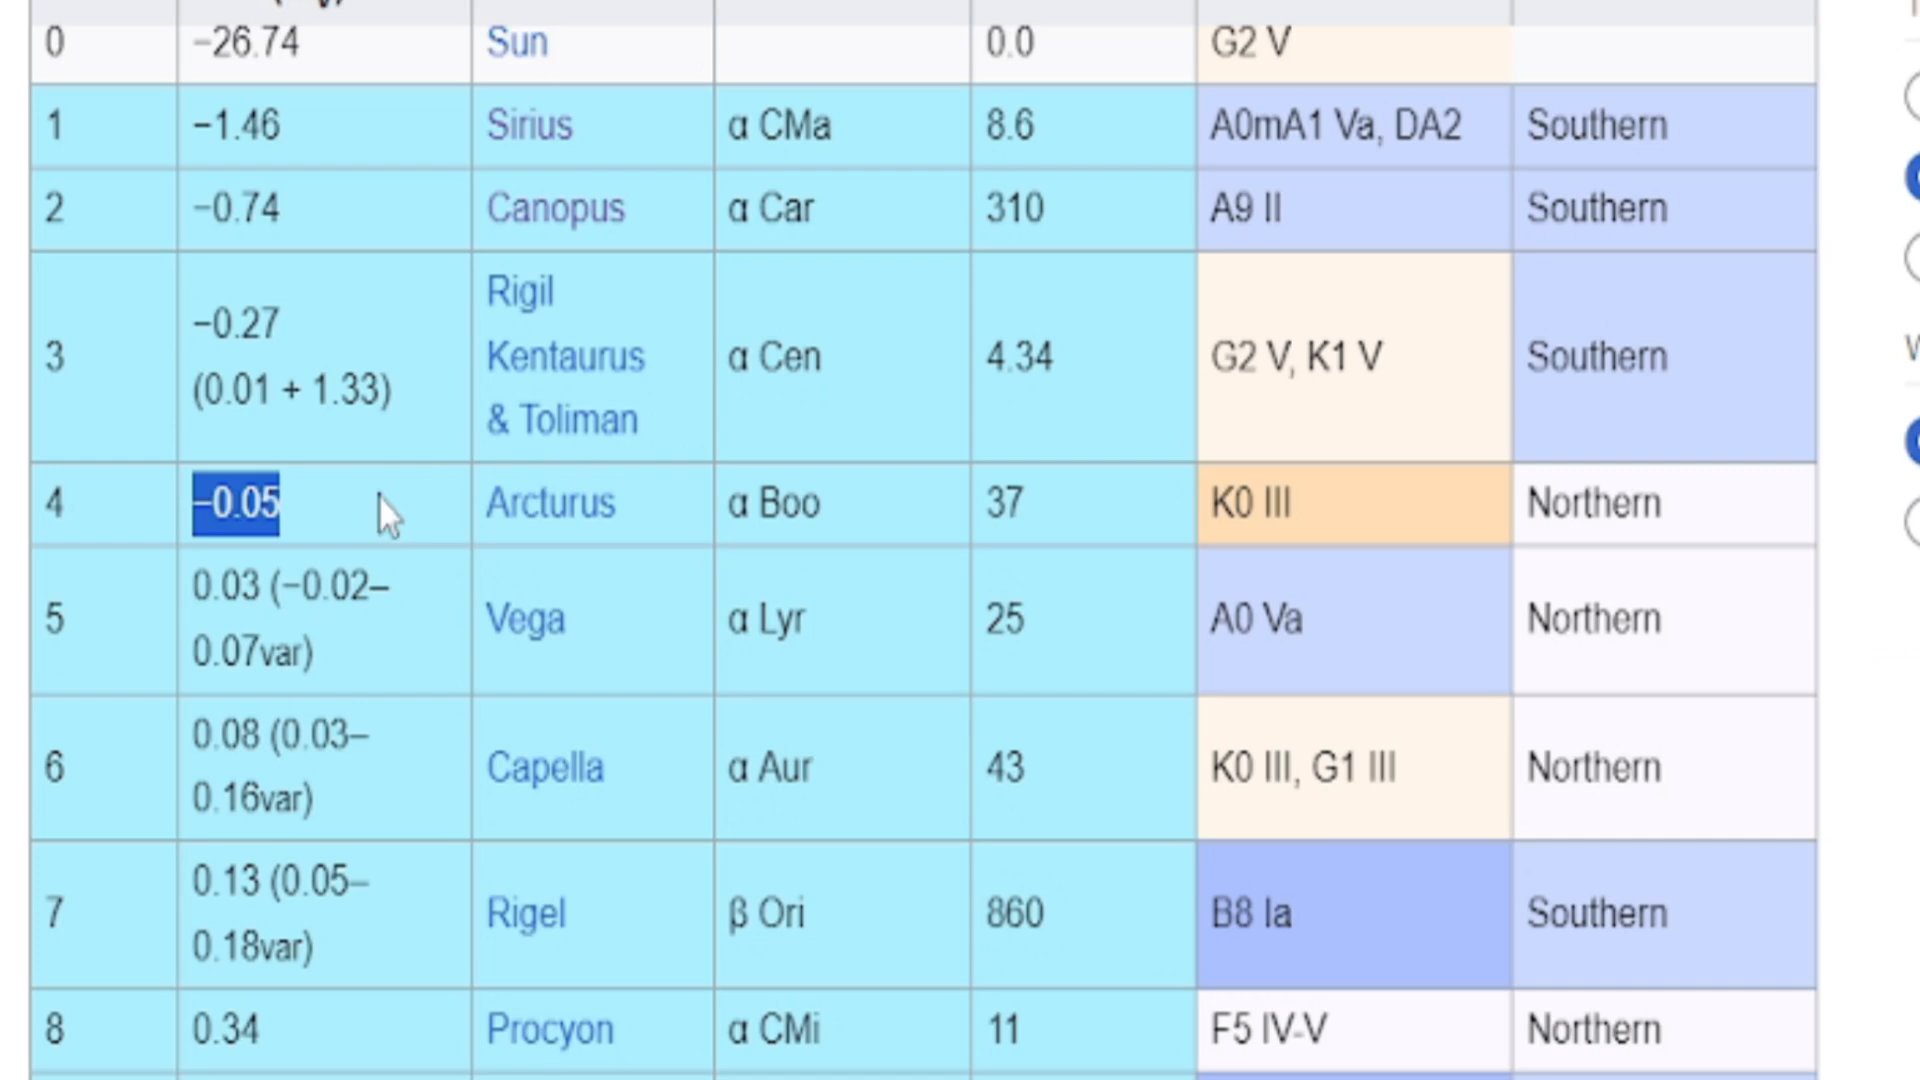 0 −26.74 Sun 0.0 G2 V
1 −1.46 Sirius α CMa 8.6 A0mA1 Va, DA2 Southern
2 −0.74 Canopus α Car 310 A9 II Southern
3 −0.27 (0.01 + 1.33) Rigil Kentaurus & Toliman α Cen 4.34 G2 V, K1 V Southern
4 −0.05 Arcturus α Boo 37 K0 III Northern
5 0.03 (−0.02–0.07var) Vega α Lyr 25 A0 Va Northern
6 0.08 (0.03–0.16var) Capella α Aur 43 K0 III, G1 III Northern
7 0.13 (0.05–0.18var) Rigel β Ori 860 B8 Ia Southern
8 0.34 Procyon α CMi 11 F5 IV-V Northern